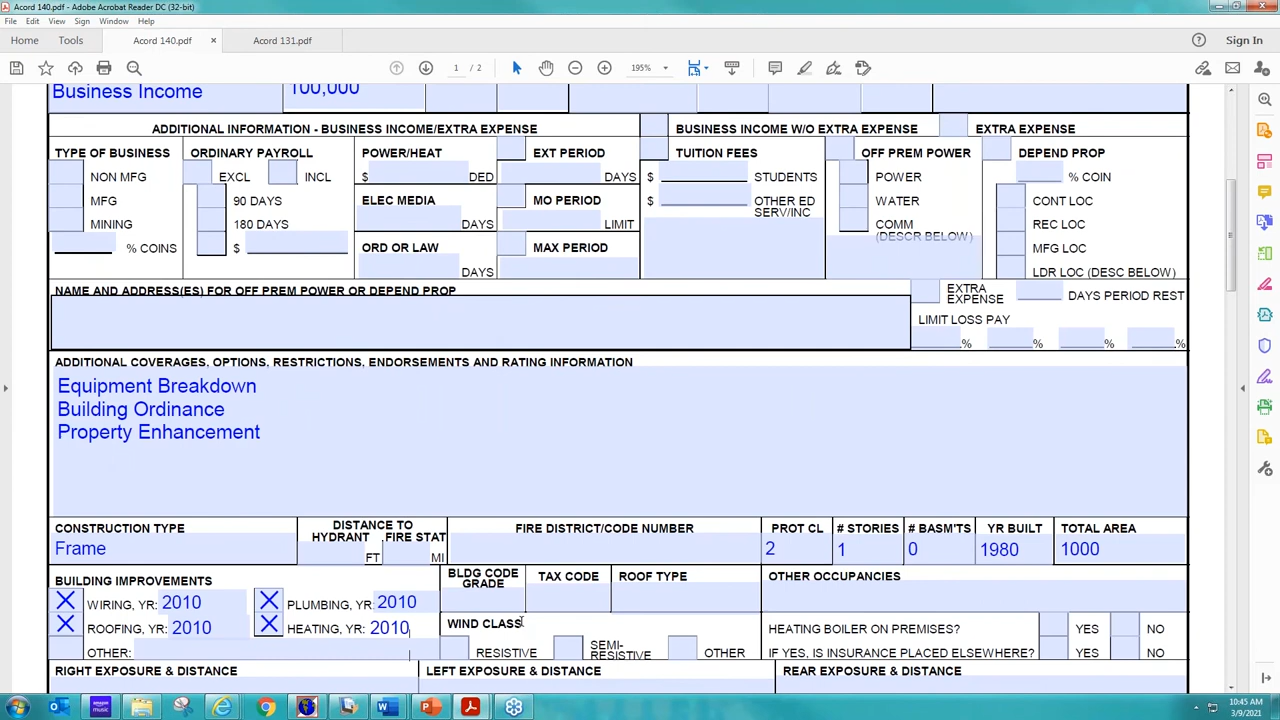 Acord 140.pdf - Adobe Acrobat Reader DC (32-bit)
File Edit View Sign Window Help
Home Tools Acord 140.pdf × Acord 131.pdf Sign In
1 / 2 195%
Business Income 100,000
ADDITIONAL INFORMATION - BUSINESS INCOME/EXTRA EXPENSE BUSINESS INCOME W/O EXTRA EXPENSE EXTRA EXPENSE
TYPE OF BUSINESS ORDINARY PAYROLL POWER/HEAT EXT PERIOD TUITION FEES OFF PREM POWER DEPEND PROP
NON MFG EXCL INCL $ DED DAYS $ STUDENTS POWER % COIN
MFG 90 DAYS ELEC MEDIA MO PERIOD $ OTHER ED SERV/INC WATER CONT LOC
MINING 180 DAYS DAYS LIMIT COMM (DESCR BELOW) REC LOC
% COINS $ ORD OR LAW MAX PERIOD MFG LOC
DAYS LDR LOC (DESC BELOW)
NAME AND ADDRESS(ES) FOR OFF PREM POWER OR DEPEND PROP EXTRA EXPENSE DAYS PERIOD REST
LIMIT LOSS PAY
% % % %
ADDITIONAL COVERAGES, OPTIONS, RESTRICTIONS, ENDORSEMENTS AND RATING INFORMATION
Equipment Breakdown
Building Ordinance
Property Enhancement
CONSTRUCTION TYPE DISTANCE TO HYDRANT FIRE STAT FIRE DISTRICT/CODE NUMBER PROT CL # STORIES # BASM'TS YR BUILT TOTAL AREA
Frame FT MI 2 1 0 1980 1000
BUILDING IMPROVEMENTS BLDG CODE GRADE TAX CODE ROOF TYPE OTHER OCCUPANCIES
X WIRING, YR: 2010 X PLUMBING, YR: 2010
X ROOFING, YR: 2010 X HEATING, YR: 2010 WIND CLASS HEATING BOILER ON PREMISES? YES NO
OTHER: RESISTIVE SEMI-RESISTIVE OTHER IF YES, IS INSURANCE PLACED ELSEWHERE? YES NO
RIGHT EXPOSURE & DISTANCE LEFT EXPOSURE & DISTANCE REAR EXPOSURE & DISTANCE
10:45 AM
3/9/2021